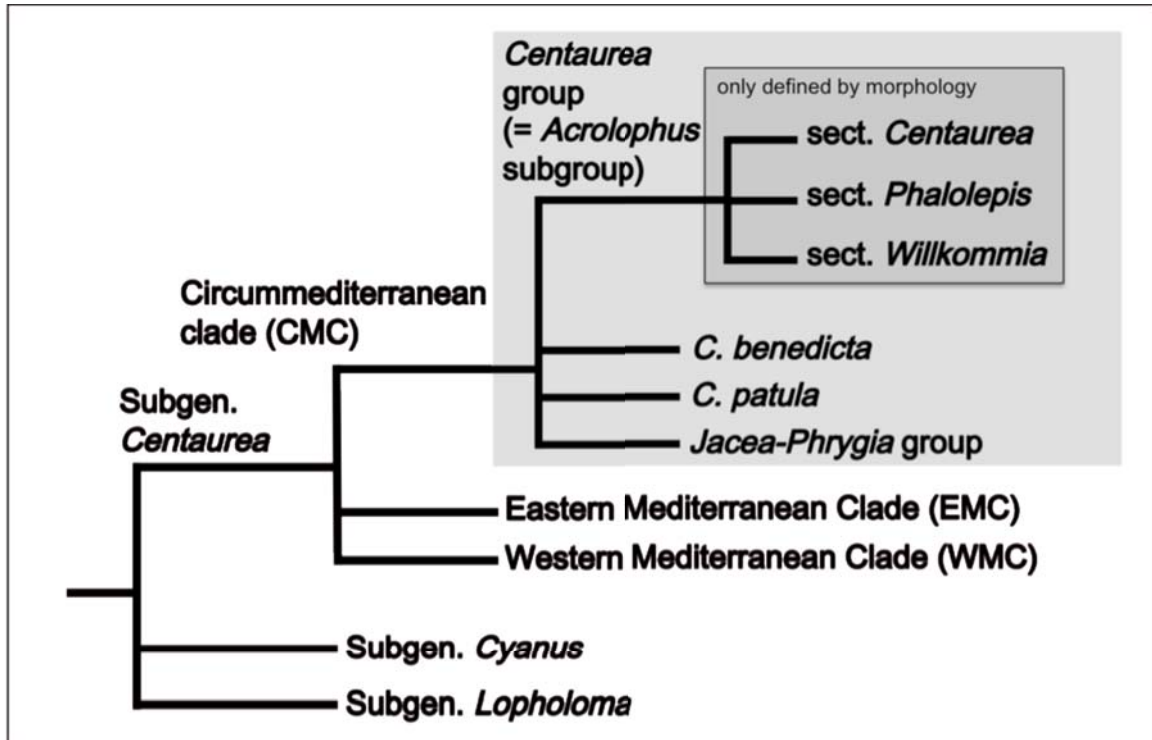 Centaurea
group
(= Acrolophus
subgroup)
only defined by morphology
sect. Centaurea
sect. Phalolepis
sect. Willkommia
Circummediterranean
clade (CMC)
C. benedicta
C. patula
Jacea-Phrygia group
Subgen.
Centaurea
Eastern Mediterranean Clade (EMC)
Western Mediterranean Clade (WMC)
Subgen. Cyanus
Subgen. Lopholoma